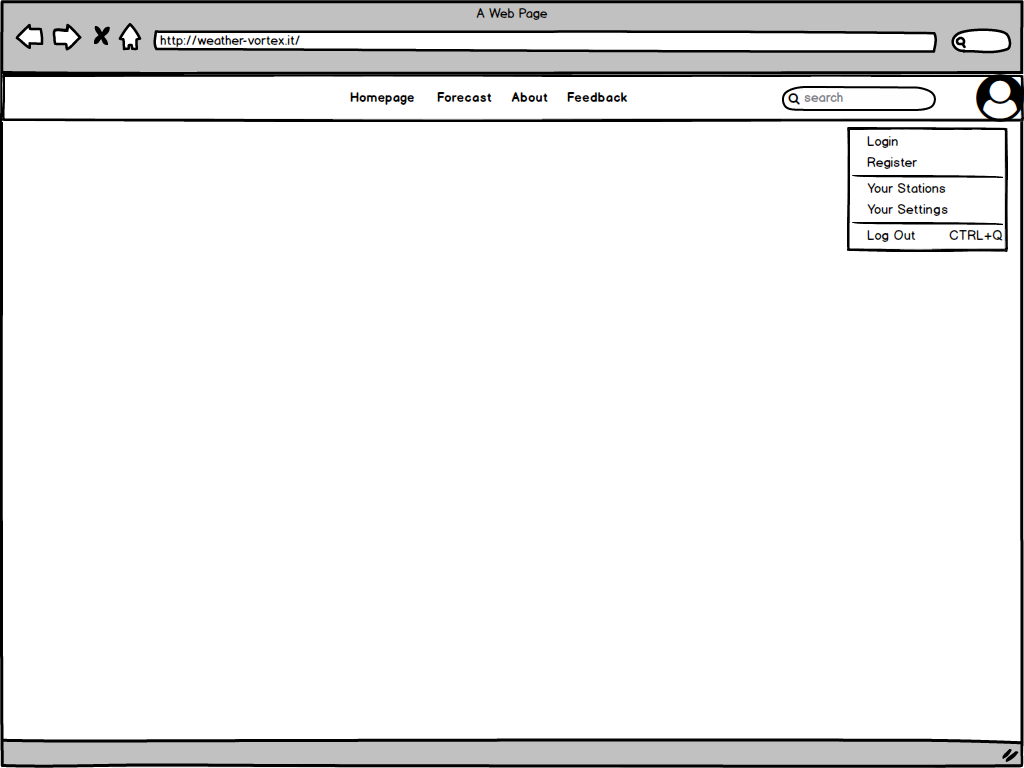 A Web Page
http://weather-vortex.it/
Homepage Forecast About Feedback search
Login
Register
Your Stations
Your Settings
Log Out CTRL+Q